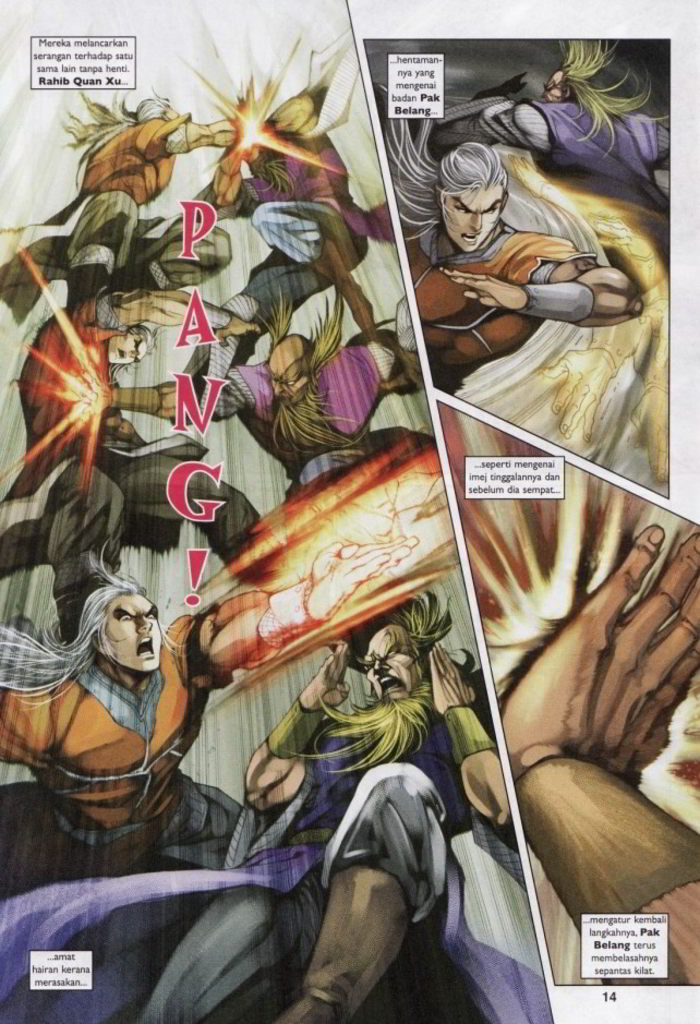 Mereka melancarkan
serangan terhadap satu
sama lain tanpa henti.
Rahib Quan Xu...
PANG!
...amat
hairan kerana
merasakan...
...hentaman-
nya yang
mengenai
badan Pak
Belang...
...seperti mengenai
imej tinggalannya dan
sebelum dia sempat...
...mengatur kembali
langkahnya, Pak
Belang terus
membelasahnya
sepantas kilat.
14